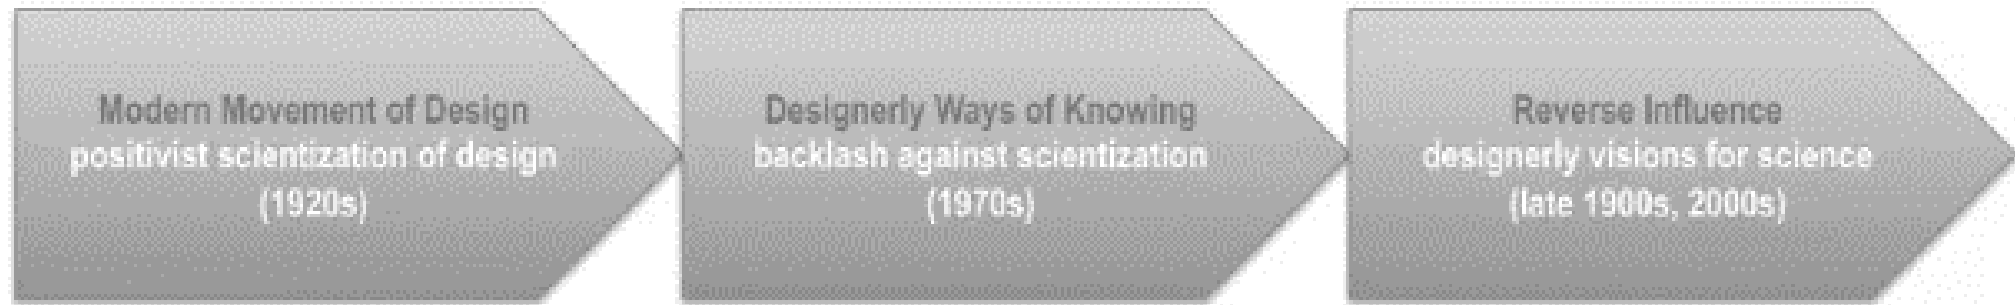 Modern Movement of Design
positivist scientization of design
(1920s)
Designerly Ways of Knowing
backlash against scientization
(1970s)
Reverse Influence
designerly visions for science
(late 1900s, 2000s)